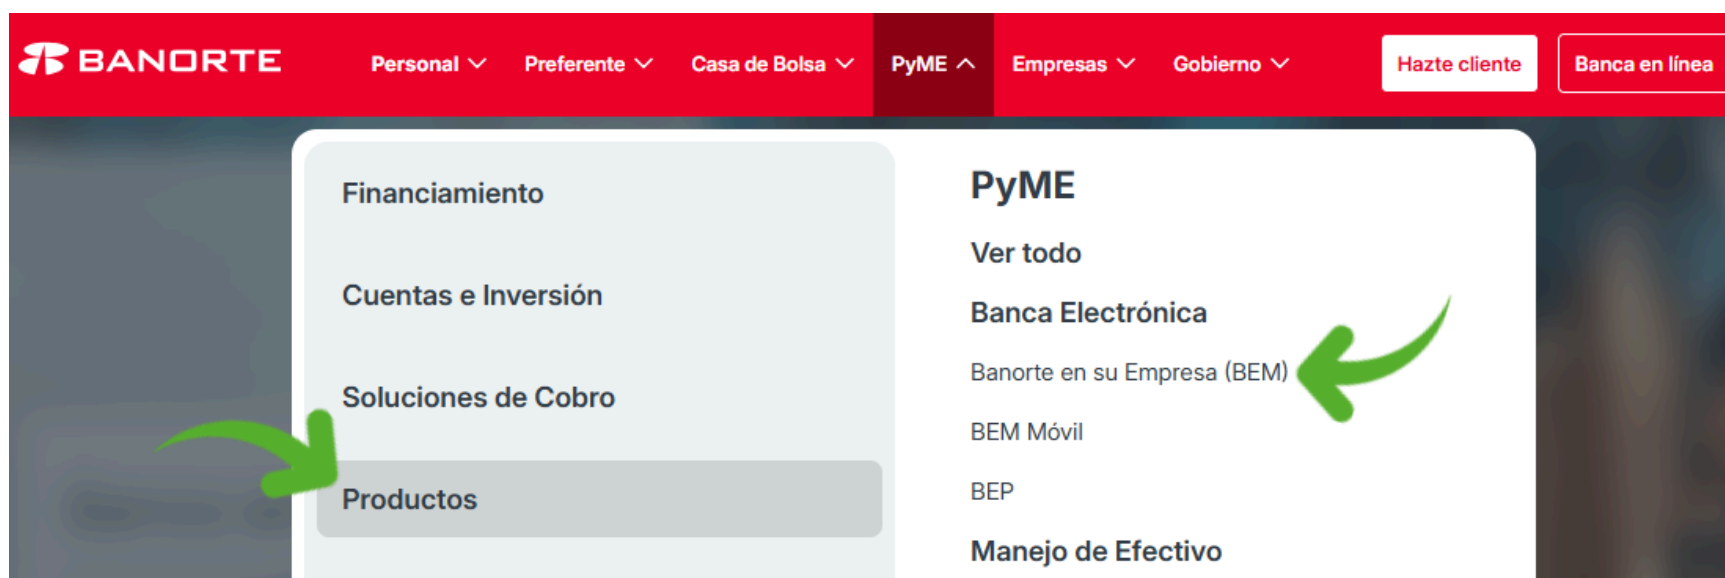 BANORTE
Personal
Preferente
Casa de Bolsa
PyME
Empresas
Gobierno
Hazte cliente
Banca en línea
Financiamiento
Cuentas e Inversión
Soluciones de Cobro
Productos
PyME
Ver todo
Banca Electrónica
Banorte en su Empresa (BEM)
BEM Móvil
BEP
Manejo de Efectivo